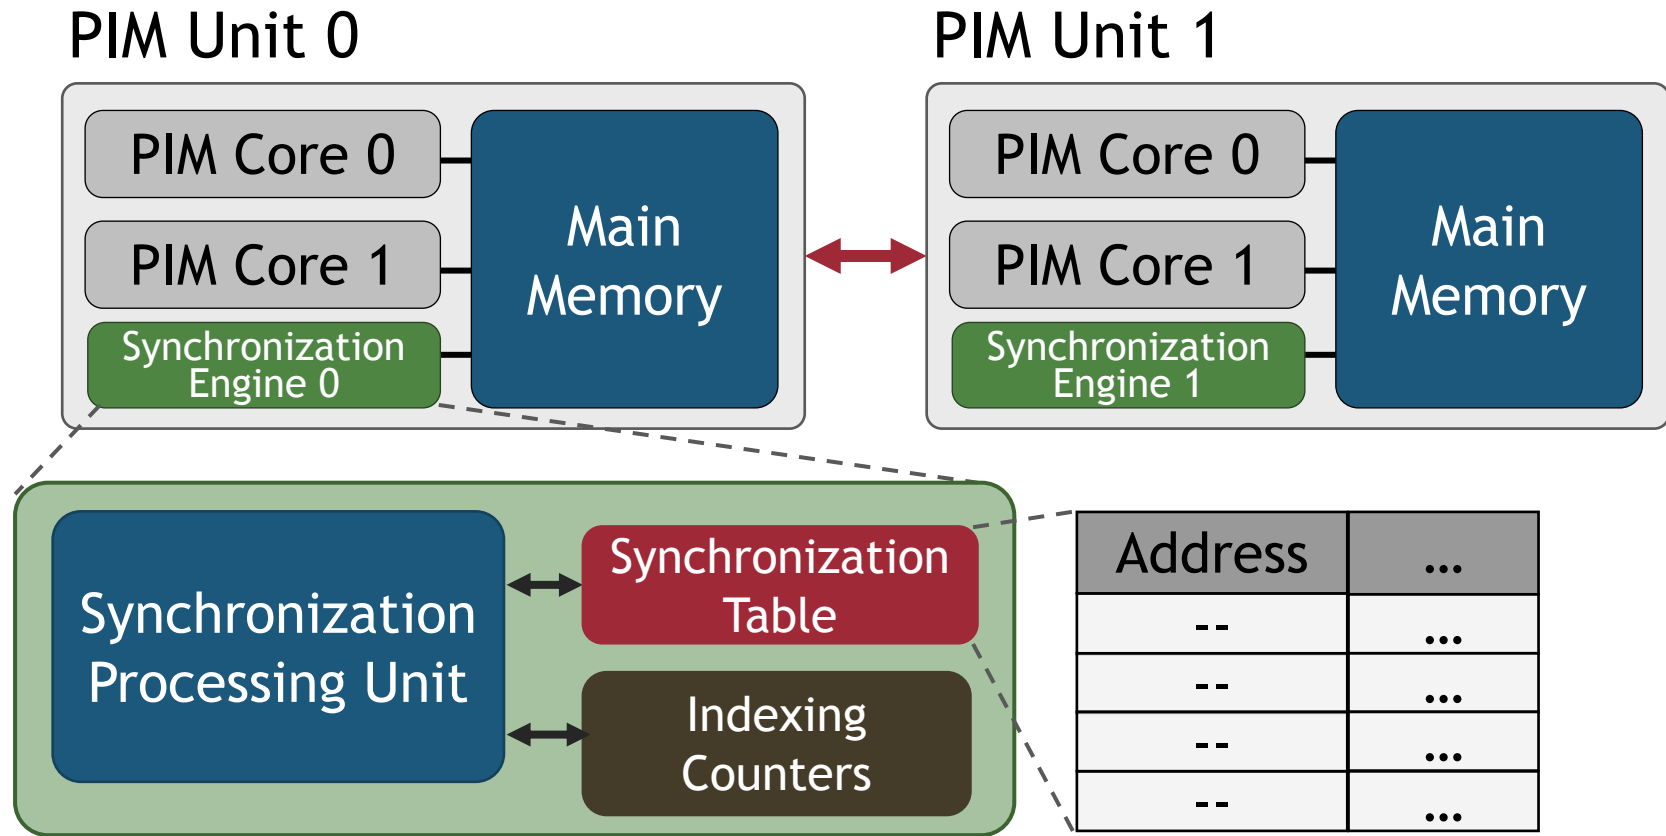 PIM Unit 0
PIM Core 0
PIM Core 1
Synchronization
Engine 0
Main
Memory
PIM Unit 1
PIM Core 0
PIM Core 1
Synchronization
Engine 1
Main
Memory
Synchronization
Processing Unit
Synchronization
Table
Indexing
Counters
Address ...
-- ...
-- ...
-- ...
-- ...